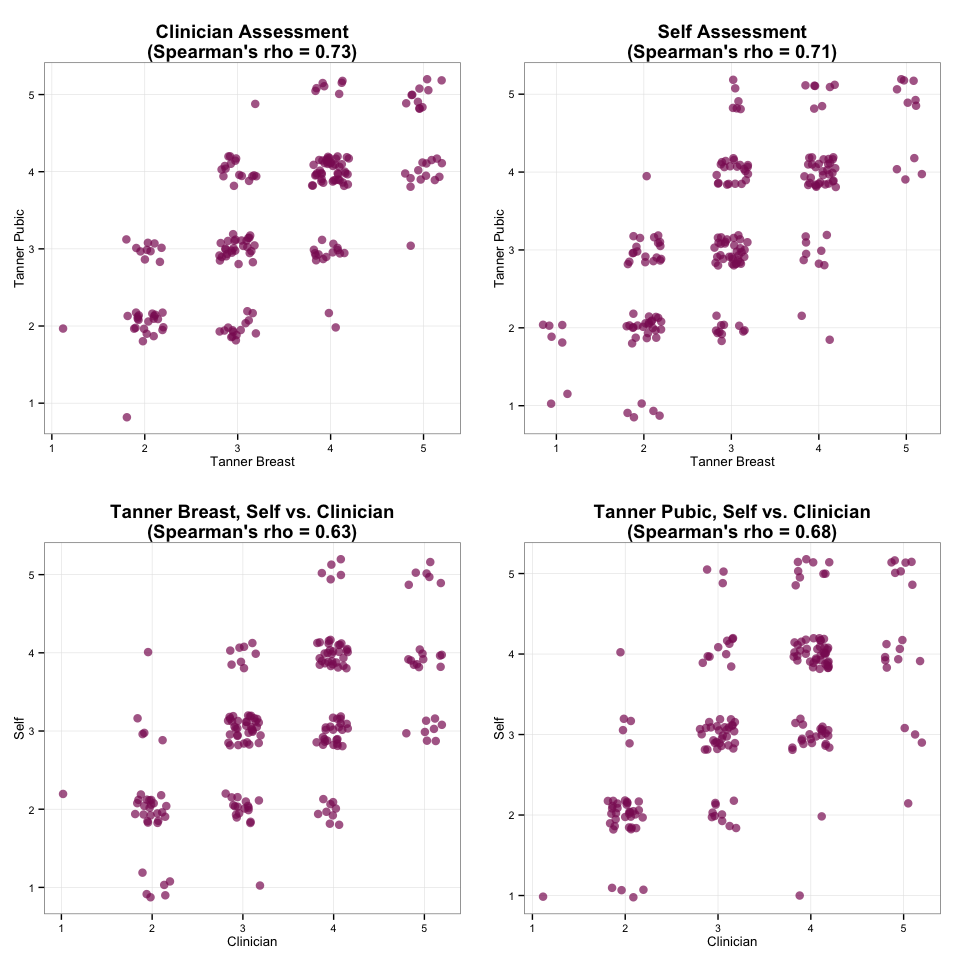 Clinician Assessment
(Spearman's rho = 0.73)
5
4
3
2
1
Tanner Pubic
1 2 3 4 5
Tanner Breast
Self Assessment
(Spearman's rho = 0.71)
5
4
3
2
1
Tanner Pubic
1 2 3 4 5
Tanner Breast
Tanner Breast, Self vs. Clinician
(Spearman's rho = 0.63)
5
4
3
2
1
Self
1 2 3 4 5
Clinician
Tanner Pubic, Self vs. Clinician
(Spearman's rho = 0.68)
5
4
3
2
1
Self
1 2 3 4 5
Clinician